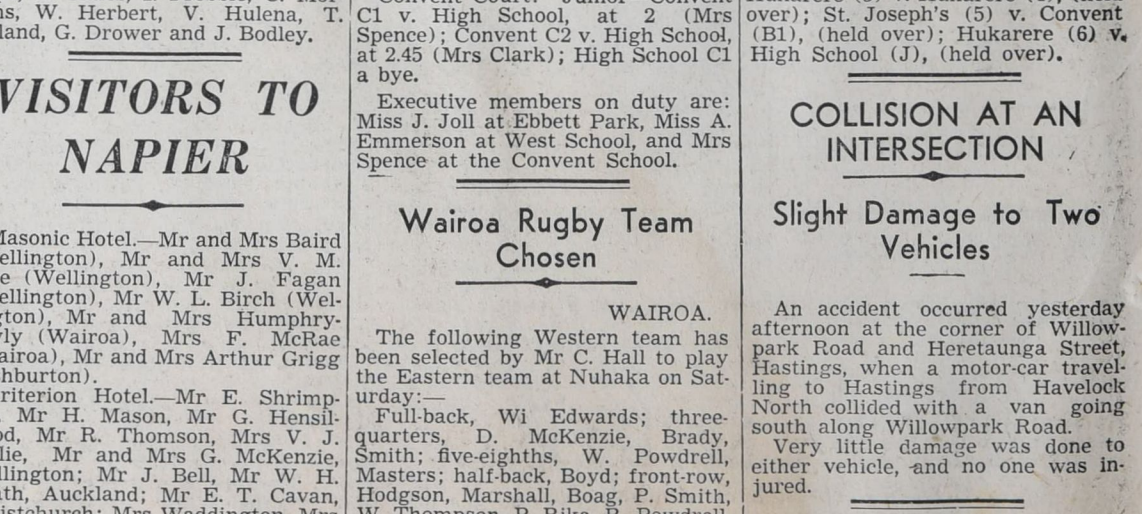 W. Herbert, V. Hulena, T.
G. Drower and J. Bodley.
VISITORS TO
NAPIER
Masonic Hotel.—Mr and Mrs Baird
ellington), Mr and Mrs V. M.
e (Wellington), Mr J. Fagan
ellington), Mr W. L. Birch (Wel-
gton), Mr and Mrs Humphry-
(Wairoa), Mrs F. McRae
airoa), Mr and Mrs Arthur Grigg
hburton).
riterion Hotel.—Mr E. Shrimp-
Mr H. Mason, Mr G. Hensil-
od, Mr R. Thomson, Mrs V. J.
lie, Mr and Mrs G. McKenzie,
llington; Mr J. Bell, Mr W. H.
th, Auckland; Mr E. T. Cavan,
C1 v. High School, at 2 (Mrs
Spence); Convent C2 v. High School,
at 2.45 (Mrs Clark); High School C1
a bye.
Executive members on duty are:
Miss J. Joll at Ebbett Park, Miss A.
Emmerson at West School, and Mrs
Spence at the Convent School.
Wairoa Rugby Team
Chosen
WAIROA.
The following Western team has
been selected by Mr C. Hall to play
the Eastern team at Nuhaka on Sat-
urday:—
Full-back, Wi Edwards; three-
quarters, D. McKenzie, Brady,
Smith; five-eighths, W. Powdrell,
Masters; half-back, Boyd; front-row,
Hodgson, Marshall, Boag, P. Smith,
over); St. Joseph's (5) v. Convent
(B1), (held over); Hukarere (6) v.
High School (J), (held over).
COLLISION AT AN
INTERSECTION
Slight Damage to Two
Vehicles
An accident occurred yesterday
afternoon at the corner of Willow-
park Road and Heretaunga Street,
Hastings, when a motor-car travel-
ling to Hastings from Havelock
North collided with a van going
south along Willowpark Road.
Very little damage was done to
either vehicle, and no one was in-
jured.